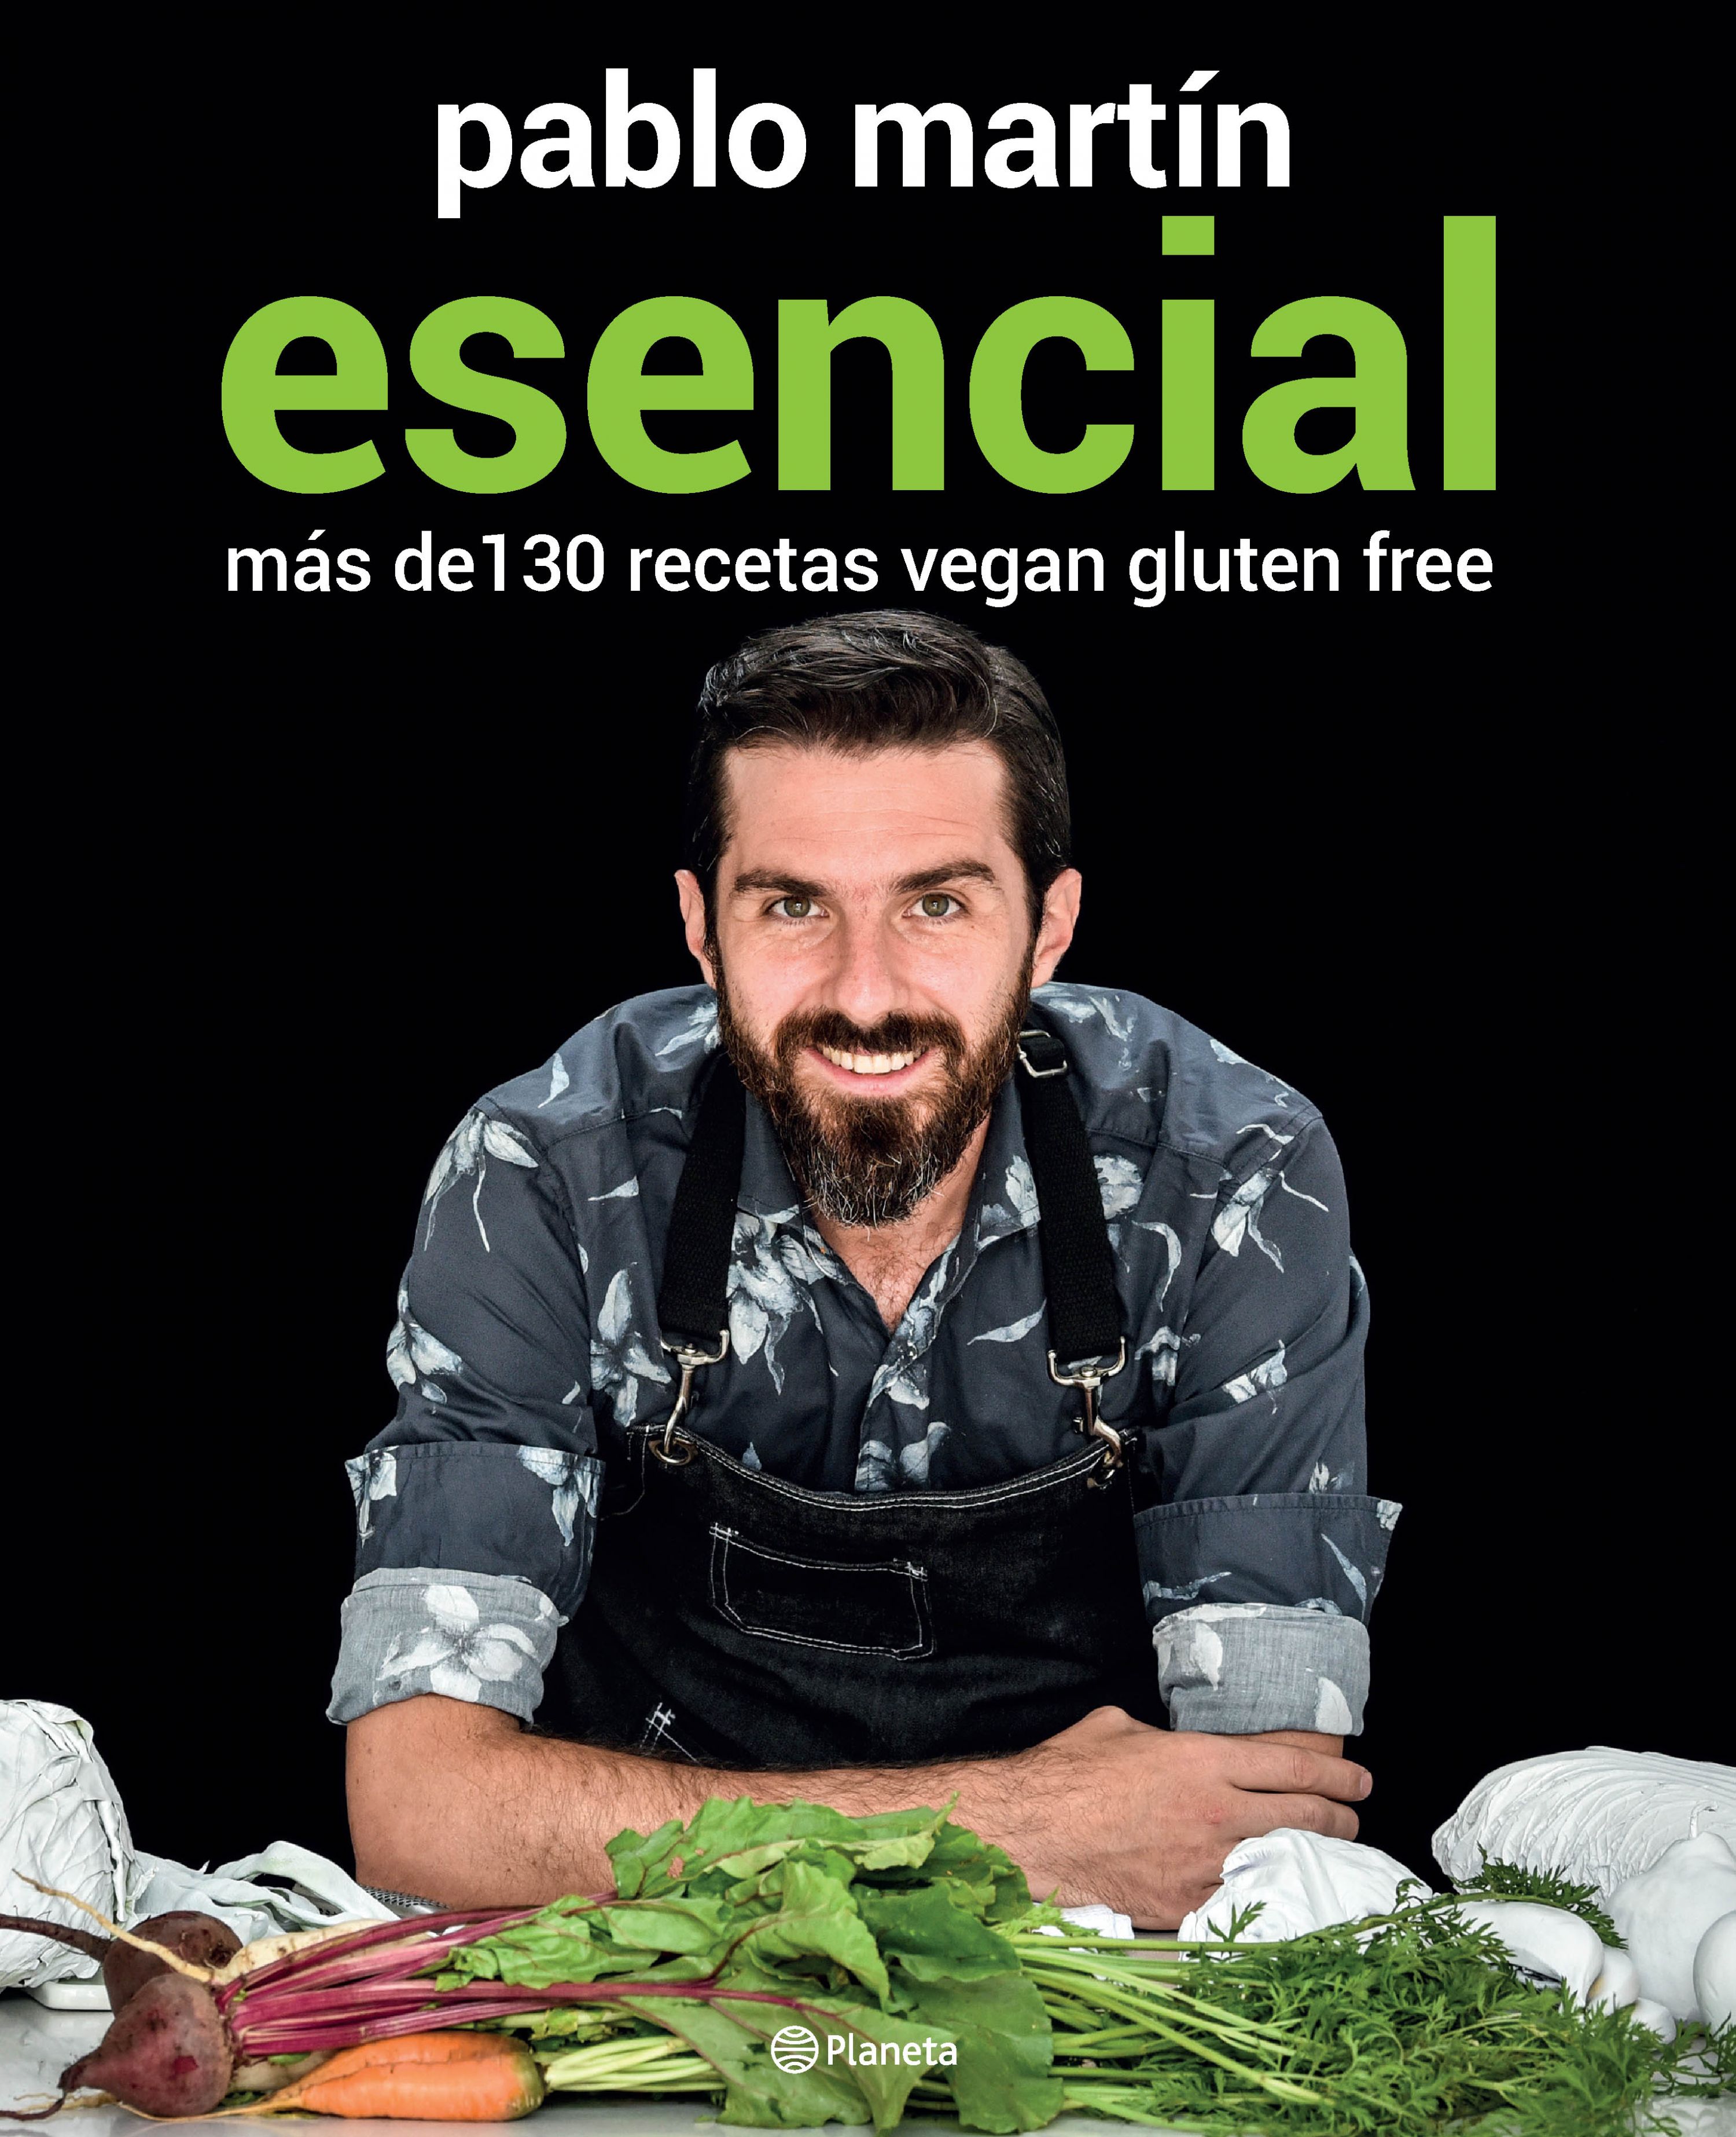 pablo martín
esencial
más de130 recetas vegan gluten free
Planeta